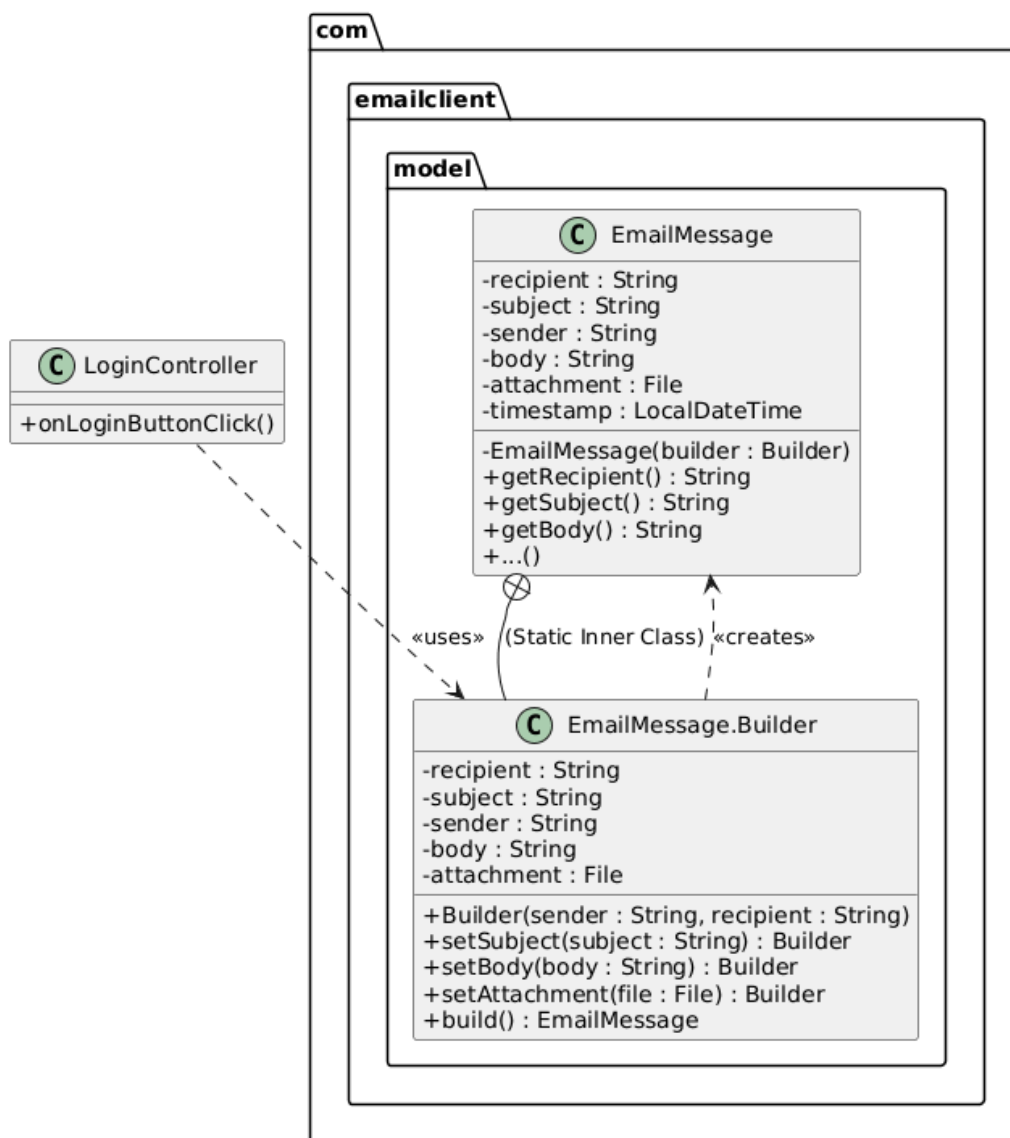 com
emailclient
model
C EmailMessage
-recipient : String
-subject : String
-sender : String
-body : String
-attachment : File
-timestamp : LocalDateTime
-EmailMessage(builder : Builder)
+getRecipient() : String
+getSubject() : String
+getBody() : String
+...()
C LoginController
+onLoginButtonClick()
«uses»
(Static Inner Class)
«creates»
C EmailMessage.Builder
-recipient : String
-subject : String
-sender : String
-body : String
-attachment : File
+Builder(sender : String, recipient : String)
+setSubject(subject : String) : Builder
+setBody(body : String) : Builder
+setAttachment(file : File) : Builder
+build() : EmailMessage